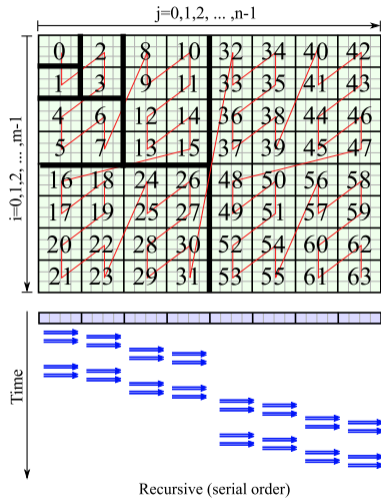 j=0,1,2, ... ,n-1
i=0,1,2, ... ,m-1
0 2 8 10 32 34 40 42
1 3 9 11 33 35 41 43
4 6 12 14 36 38 44 46
5 7 13 15 37 39 45 47
16 18 24 26 48 50 56 58
17 19 25 27 49 51 57 59
20 22 28 30 52 54 60 62
21 23 29 31 53 55 61 63
Time
Recursive (serial order)